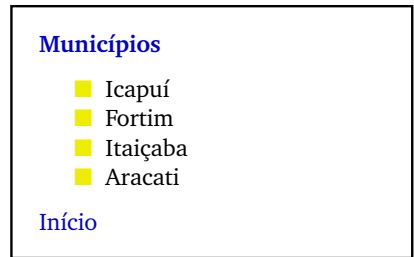 Municípios
Icapuí
Fortim
Itaiçaba
Aracati
Início